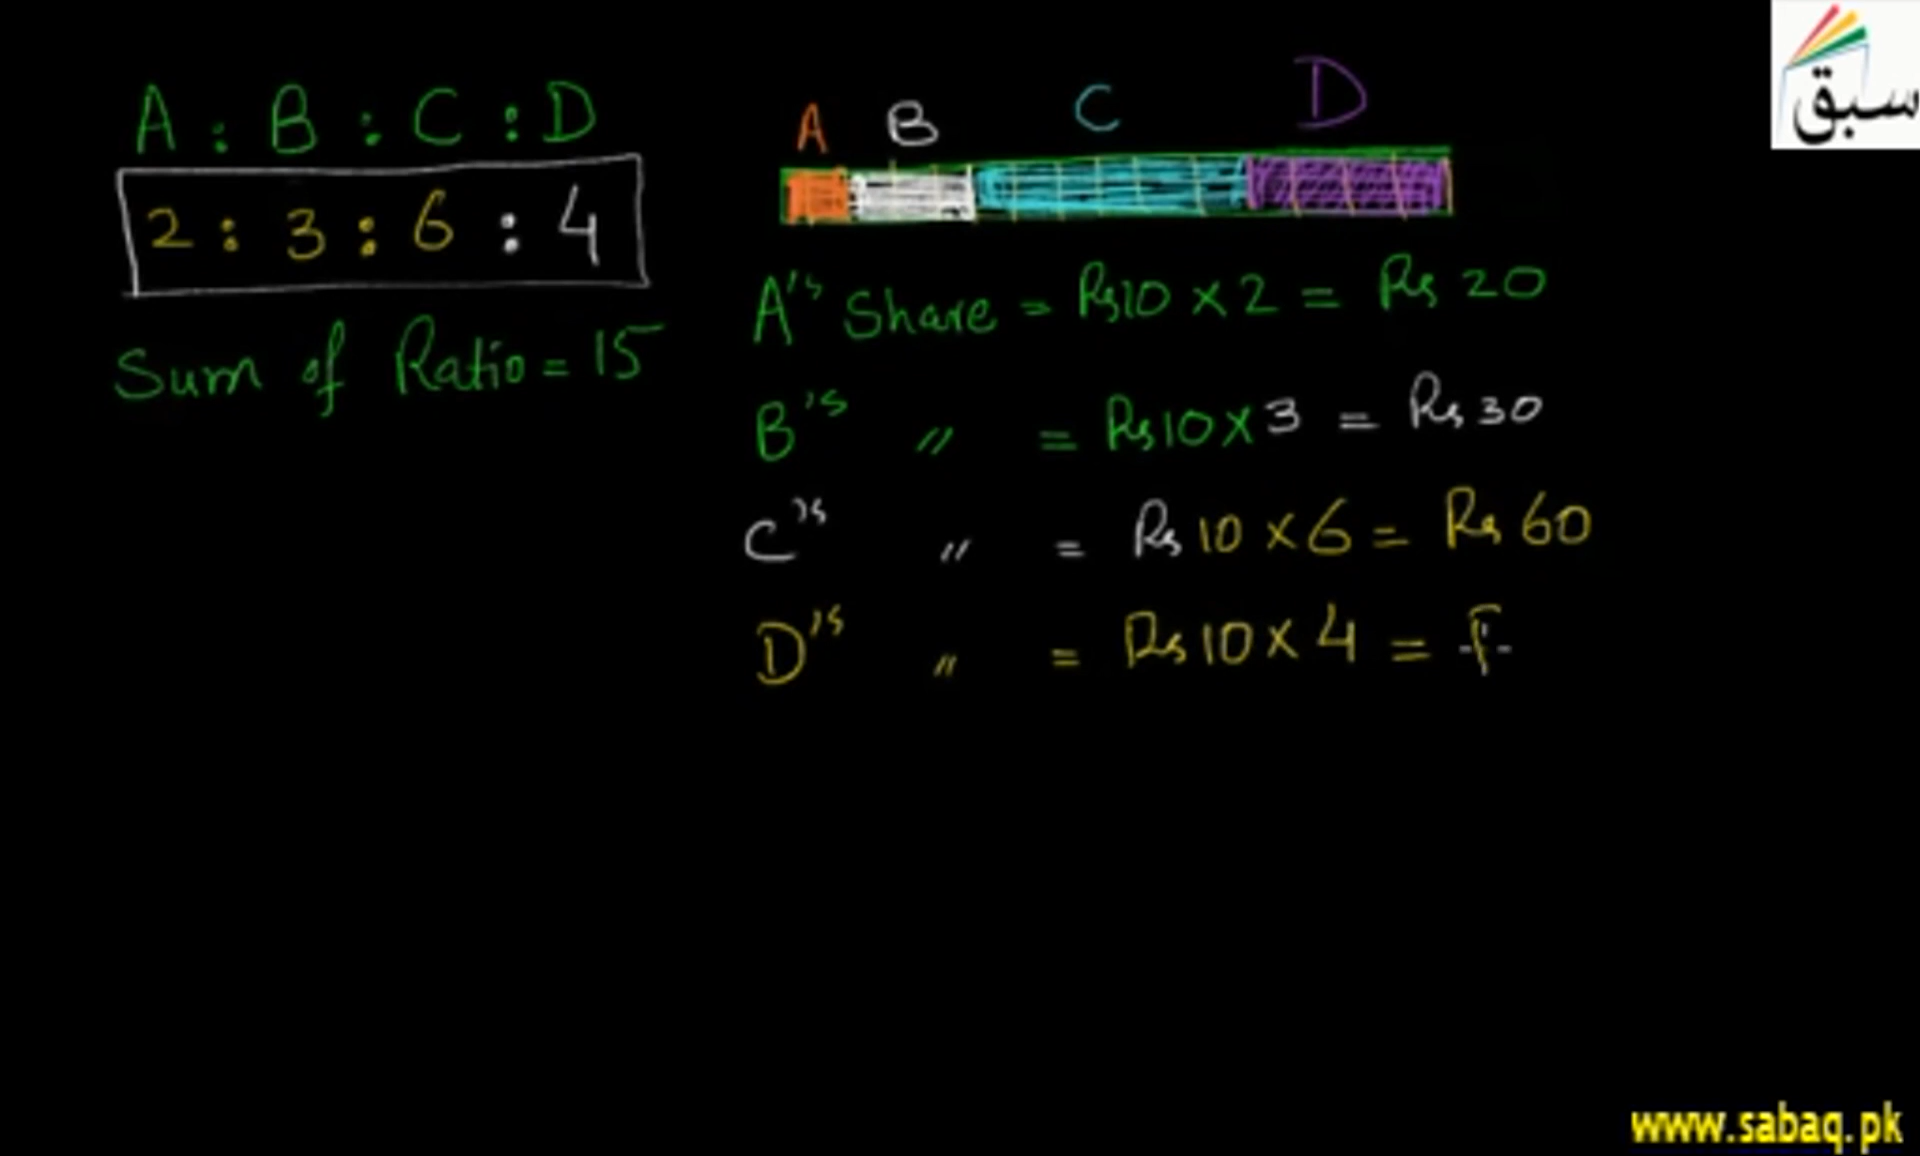 A : B : C : D
2 : 3 : 6 : 4
Sum of Ratio = 15
A B C D
A's Share = Rs10 × 2 = Rs 20
B's " = Rs10 × 3 = Rs 30
C's " = Rs 10 × 6 = Rs 60
D's " = Rs 10 × 4 =
سبق
www.sabaq.pk